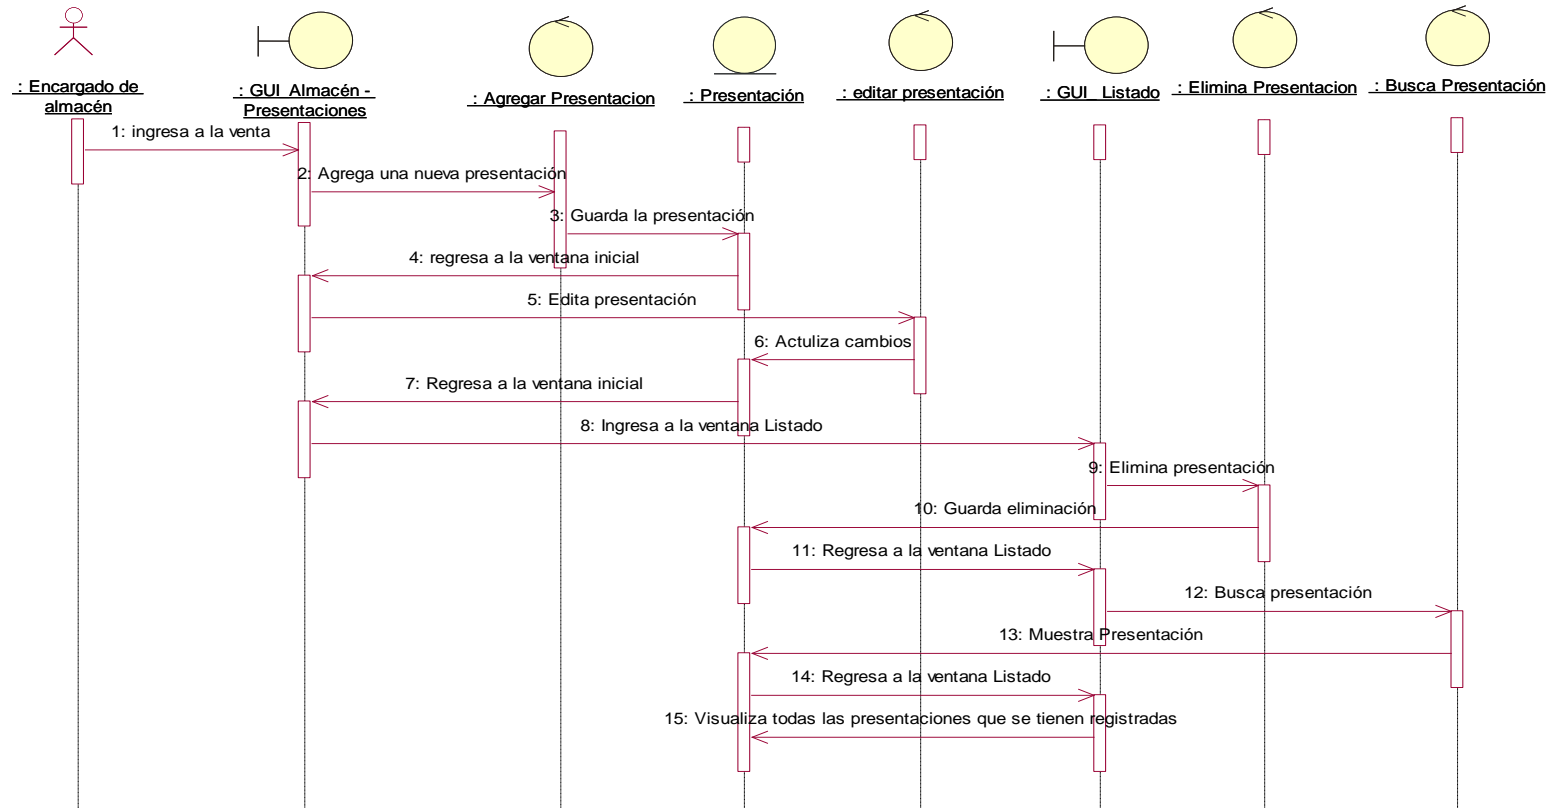 : Encargado de
almacén
: GUI_Almacén -
Presentaciones
: Agregar Presentacion
: Presentación
: editar presentación
: GUI_ Listado
: Elimina Presentacion
: Busca Presentación
1: ingresa a la venta
2: Agrega una nueva presentación
3: Guarda la presentación
4: regresa a la ventana inicial
5: Edita presentación
6: Actuliza cambios
7: Regresa a la ventana inicial
8: Ingresa a la ventana Listado
9: Elimina presentación
10: Guarda eliminación
11: Regresa a la ventana Listado
12: Busca presentación
13: Muestra Presentación
14: Regresa a la ventana Listado
15: Visualiza todas las presentaciones que se tienen registradas